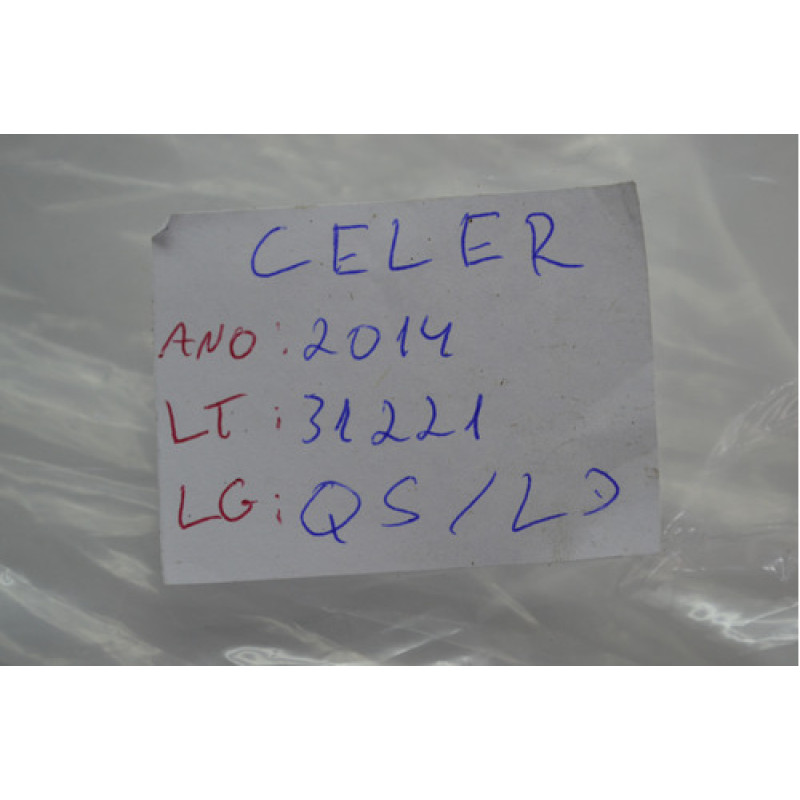 CELER
ANO: 2014
LT: 31221
LG: QS/LD